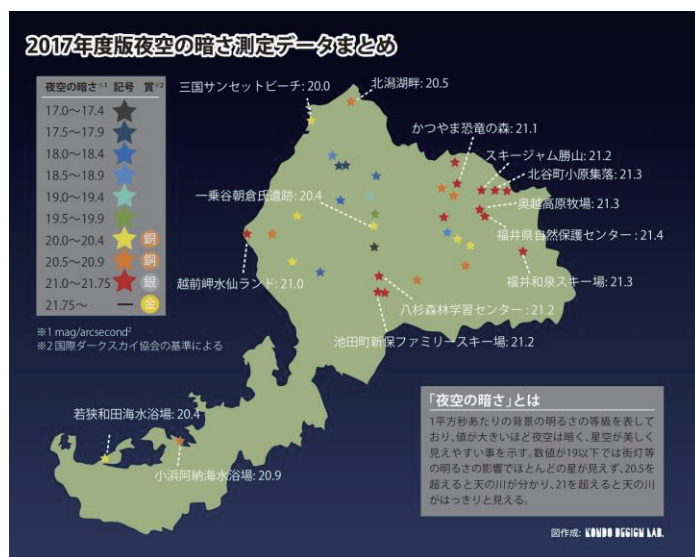 2017年度版夜空の暗さ測定データまとめ
夜空の暗さ※1 記号 賞※2
17.0〜17.4
17.5〜17.9
18.0〜18.4
18.5〜18.9
19.0〜19.4
19.5〜19.9
20.0〜20.4 銅
20.5〜20.9 銅
21.0〜21.75 銀
21.75〜 — 金
※1 mag/arcsecond²
※2 国際ダークスカイ協会の基準による
三国サンセットビーチ: 20.0
北潟湖畔: 20.5
かつやま恐竜の森: 21.1
スキージャム勝山: 21.2
北谷町小原集落: 21.3
一乗谷朝倉氏遺跡: 20.4
奥越高原牧場: 21.3
福井県自然保護センター: 21.4
越前岬水仙ランド: 21.0
福井和泉スキー場: 21.3
八杉森林学習センター: 21.2
池田町新保ファミリースキー場: 21.2
若狭和田海水浴場: 20.4
小浜阿納海水浴場: 20.9
「夜空の暗さ」とは
1平方秒あたりの背景の明るさの等級を表して
おり、値が大きいほど夜空は暗く、星空が美しく
見えやすい事を示す。数値が19以下では街灯等
の明るさの影響でほとんどの星が見えず、20.5を
超えると天の川が分かり、21を超えると天の川
がはっきりと見える。
図作成: KONDO DESIGN LAB.